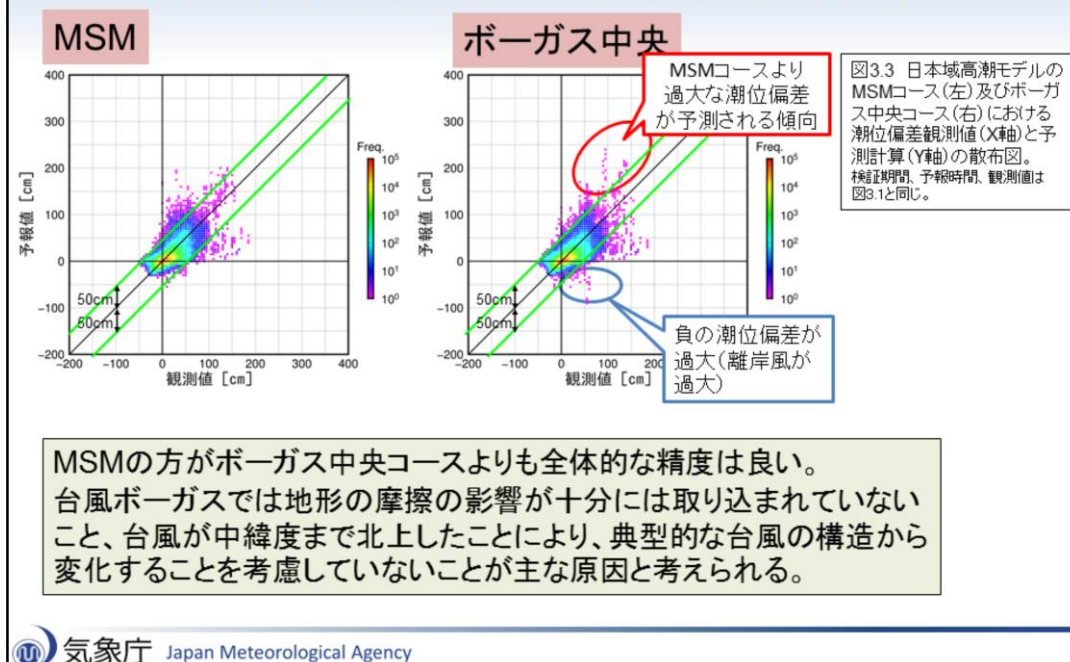 MSM
ボーガス中央
MSMコースより
過大な潮位偏差
が予測される傾向
図3.3 日本域高潮モデルの
MSMコース(左)及びボーガ
ス中央コース(右)における
潮位偏差観測値(X軸)と予
測計算(Y軸)の散布図。
検証期間、予報時間、観測値は
図3.1と同じ。
400
300
200
100
0
-100
-200
予報値 [cm]
50cm
50cm
-200 -100 0 100 200 300 400
観測値 [cm]
Freq.
10⁵
10⁴
10³
10²
10¹
10⁰
400
300
200
100
0
-100
-200
予報値 [cm]
50cm
50cm
-200 -100 0 100 200
観測値 [cm]
Freq.
10⁵
10⁴
10³
10²
10¹
10⁰
負の潮位偏差が
過大(離岸風が
過大)
MSMの方がボーガス中央コースよりも全体的な精度は良い。
台風ボーガスでは地形の摩擦の影響が十分には取り込まれていない
こと、台風が中緯度まで北上したことにより、典型的な台風の構造から
変化することを考慮していないことが主な原因と考えられる。
気象庁 Japan Meteorological Agency